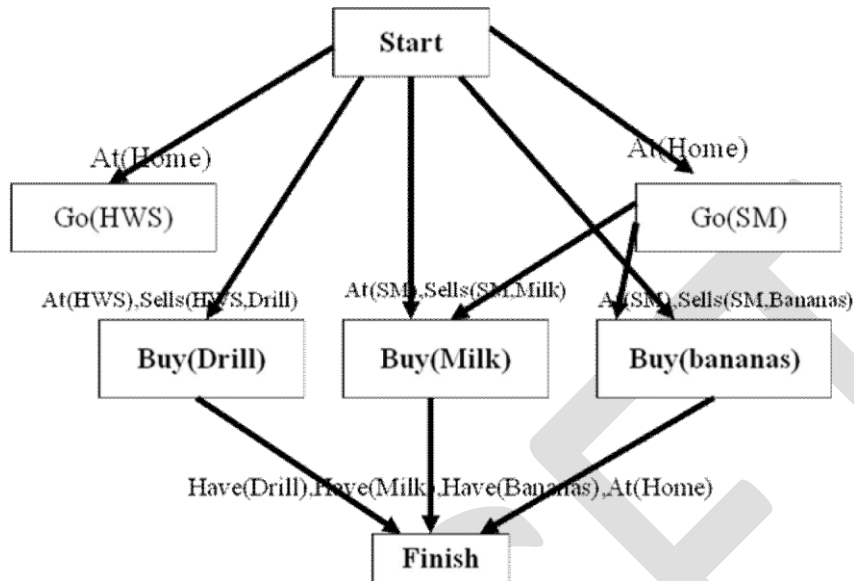 Start
At(Home)
At(Home)
Go(HWS)
Go(SM)
At(HWS),Sells(HWS,Drill)
At(SM),Sells(SM,Milk)
At(SM),Sells(SM,Bananas)
Buy(Drill)
Buy(Milk)
Buy(bananas)
Have(Drill),Have(Milk),Have(Bananas),At(Home)
Finish